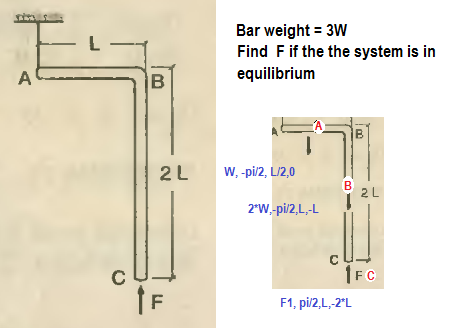 Bar weight = 3W
Find F if the the system is in
equilibrium
L
A
B
2 L
C
F
A
A
B
W, -pi/2, L/2,0
B
2 L
2*W,-pi/2,L,-L
C
F C
F1, pi/2,L,-2*L